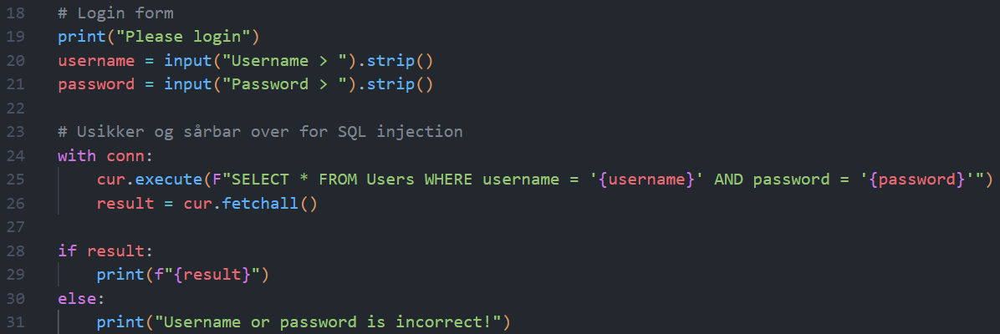 18 # Login form
19 print("Please login")
20 username = input("Username > ").strip()
21 password = input("Password > ").strip()
22
23 # Usikker og sårbar over for SQL injection
24 with conn:
25     cur.execute(F"SELECT * FROM Users WHERE username = '{username}' AND password = '{password}'")
26     result = cur.fetchall()
27
28 if result:
29     print(f"{result}")
30 else:
31     print("Username or password is incorrect!")